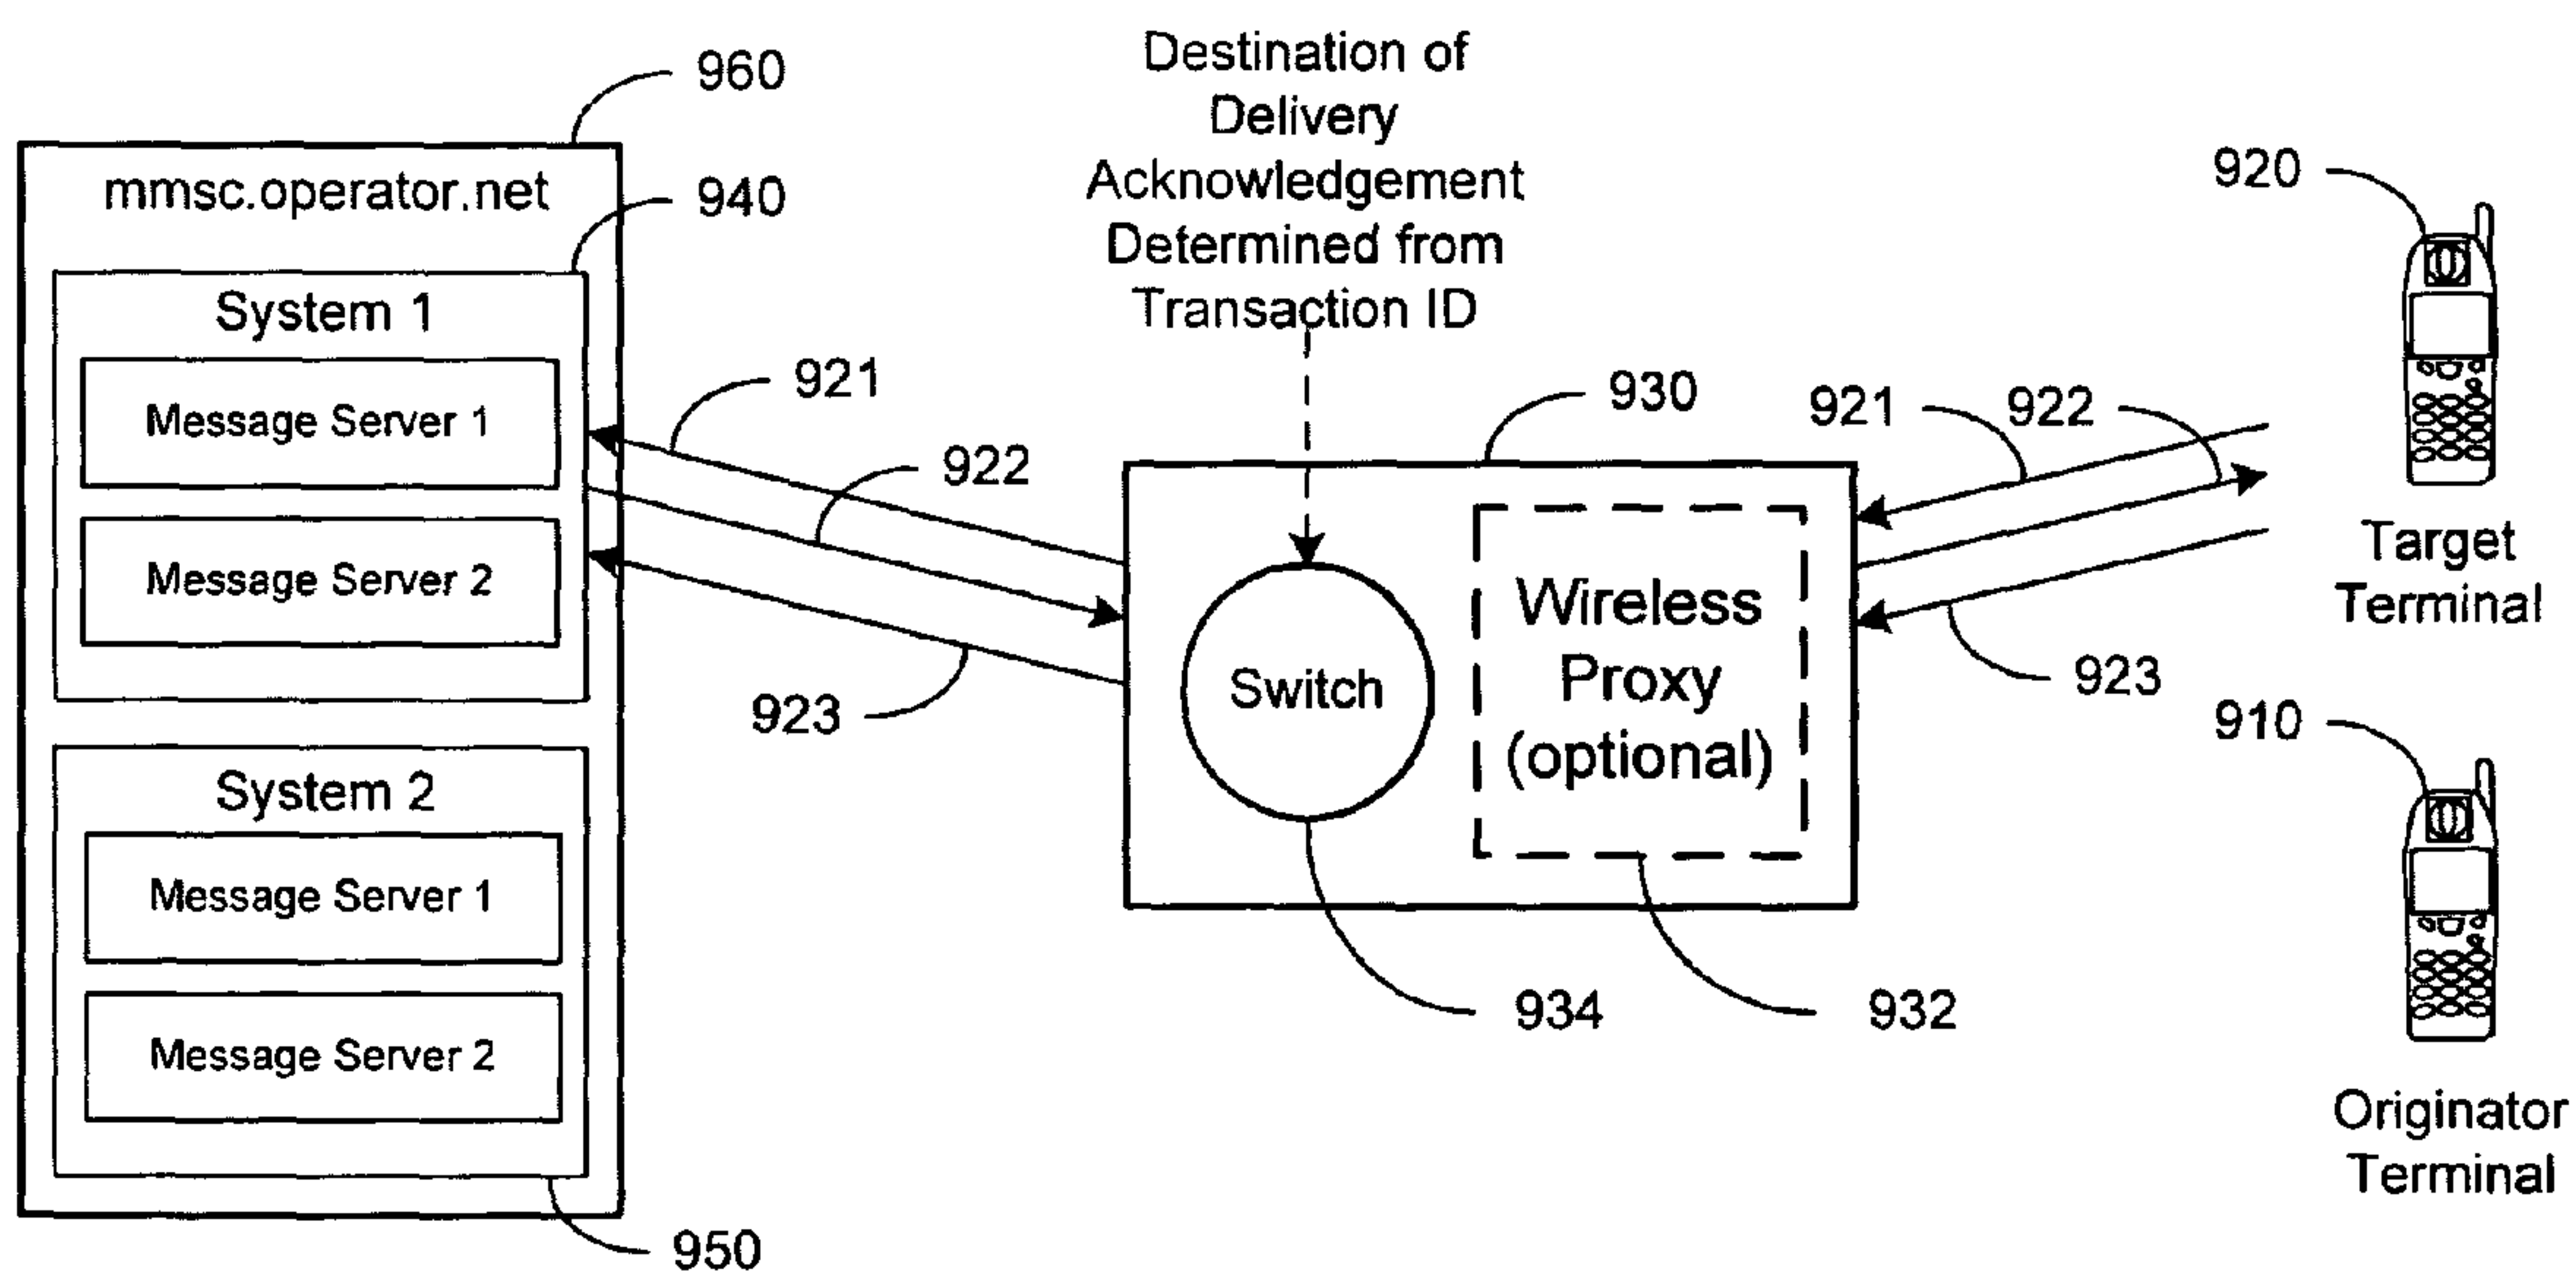 960
mmsc.operator.net
940
System 1
Message Server 1
Message Server 2
System 2
Message Server 1
Message Server 2
950
921
922
923
Destination of
Delivery
Acknowledgement
Determined from
Transaction ID
930
Switch
Wireless
Proxy
(optional)
934
932
921
922
923
920
Target
Terminal
910
Originator
Terminal